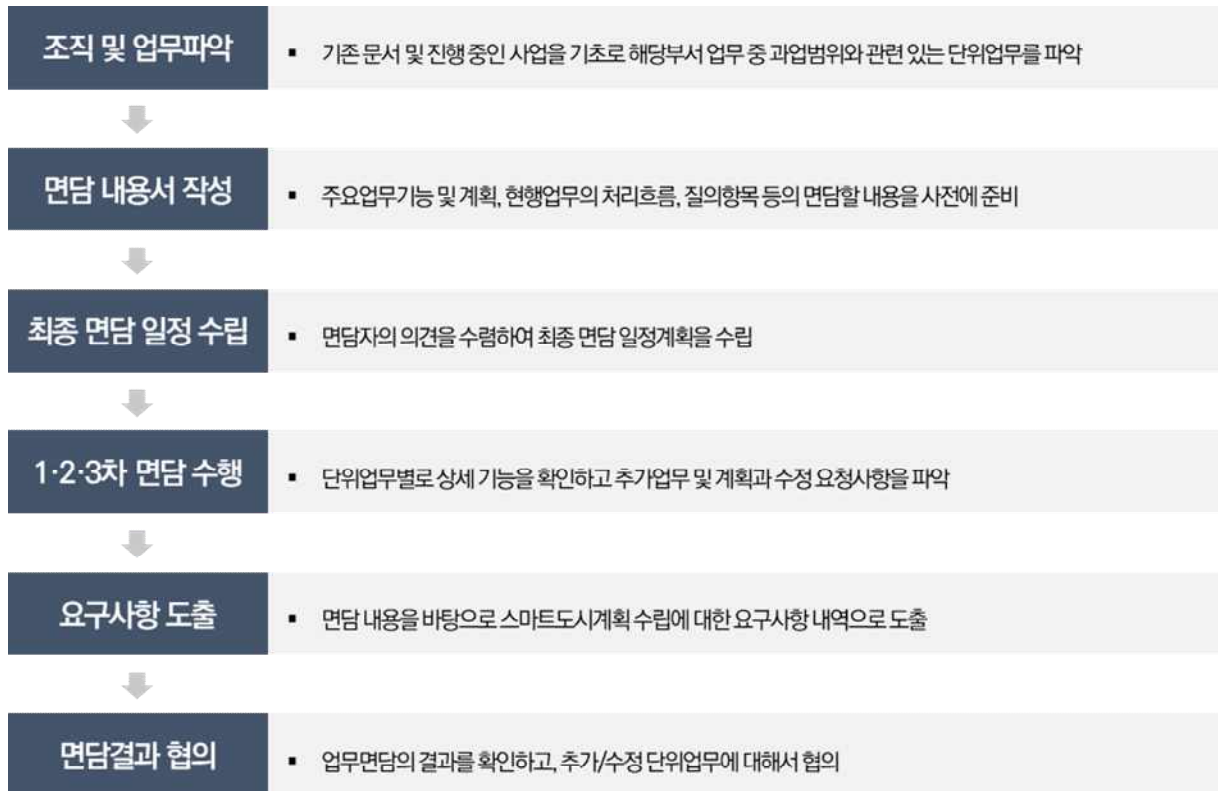 조직 및 업무파악
▪ 기존 문서 및 진행 중인 사업을 기초로 해당부서 업무 중 과업범위와 관련 있는 단위업무를 파악
면담 내용서 작성
▪ 주요업무기능 및 계획, 현행업무의 처리흐름, 질의항목 등의 면담할 내용을 사전에 준비
최종 면담 일정 수립
▪ 면담자의 의견을 수렴하여 최종 면담 일정계획을 수립
1·2·3차 면담 수행
▪ 단위업무별로 상세 기능을 확인하고 추가업무 및 계획과 수정 요청사항을 파악
요구사항 도출
▪ 면담 내용을 바탕으로 스마트도시계획 수립에 대한 요구사항 내역으로 도출
면담결과 협의
▪ 업무면담의 결과를 확인하고, 추가/수정 단위업무에 대해서 협의